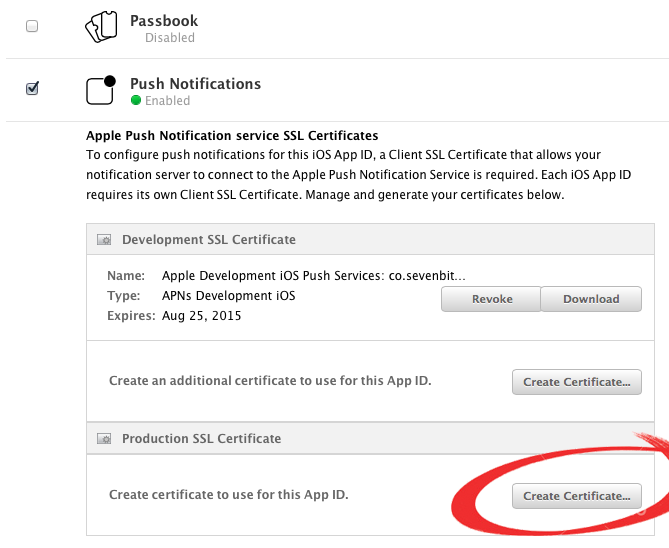 Passbook
Disabled
Push Notifications
Enabled
Apple Push Notification service SSL Certificates
To configure push notifications for this iOS App ID, a Client SSL Certificate that allows your
notification server to connect to the Apple Push Notification Service is required. Each iOS App ID
requires its own Client SSL Certificate. Manage and generate your certificates below.
Development SSL Certificate
Name: Apple Development iOS Push Services: co.sevenbit...
Type: APNs Development iOS
Revoke Download
Expires: Aug 25, 2015
Create an additional certificate to use for this App ID.
Create Certificate...
Production SSL Certificate
Create certificate to use for this App ID.
Create Certificate...